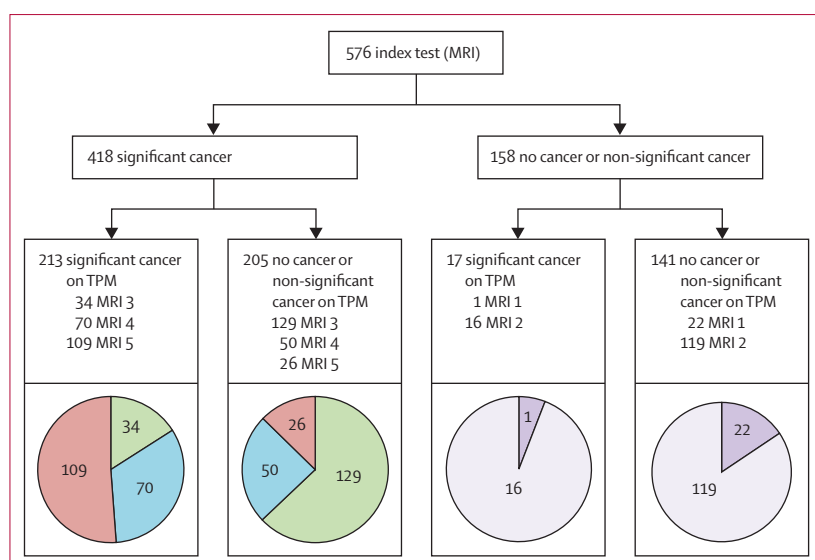 576 index test (MRI)
418 significant cancer
158 no cancer or non-significant cancer
213 significant cancer
on TPM
34 MRI 3
70 MRI 4
109 MRI 5
205 no cancer or
non-significant
cancer on TPM
129 MRI 3
50 MRI 4
26 MRI 5
17 significant cancer
on TPM
1 MRI 1
16 MRI 2
141 no cancer or
non-significant
cancer on TPM
22 MRI 1
119 MRI 2
34
109
70
26
50
129
1
16
22
119